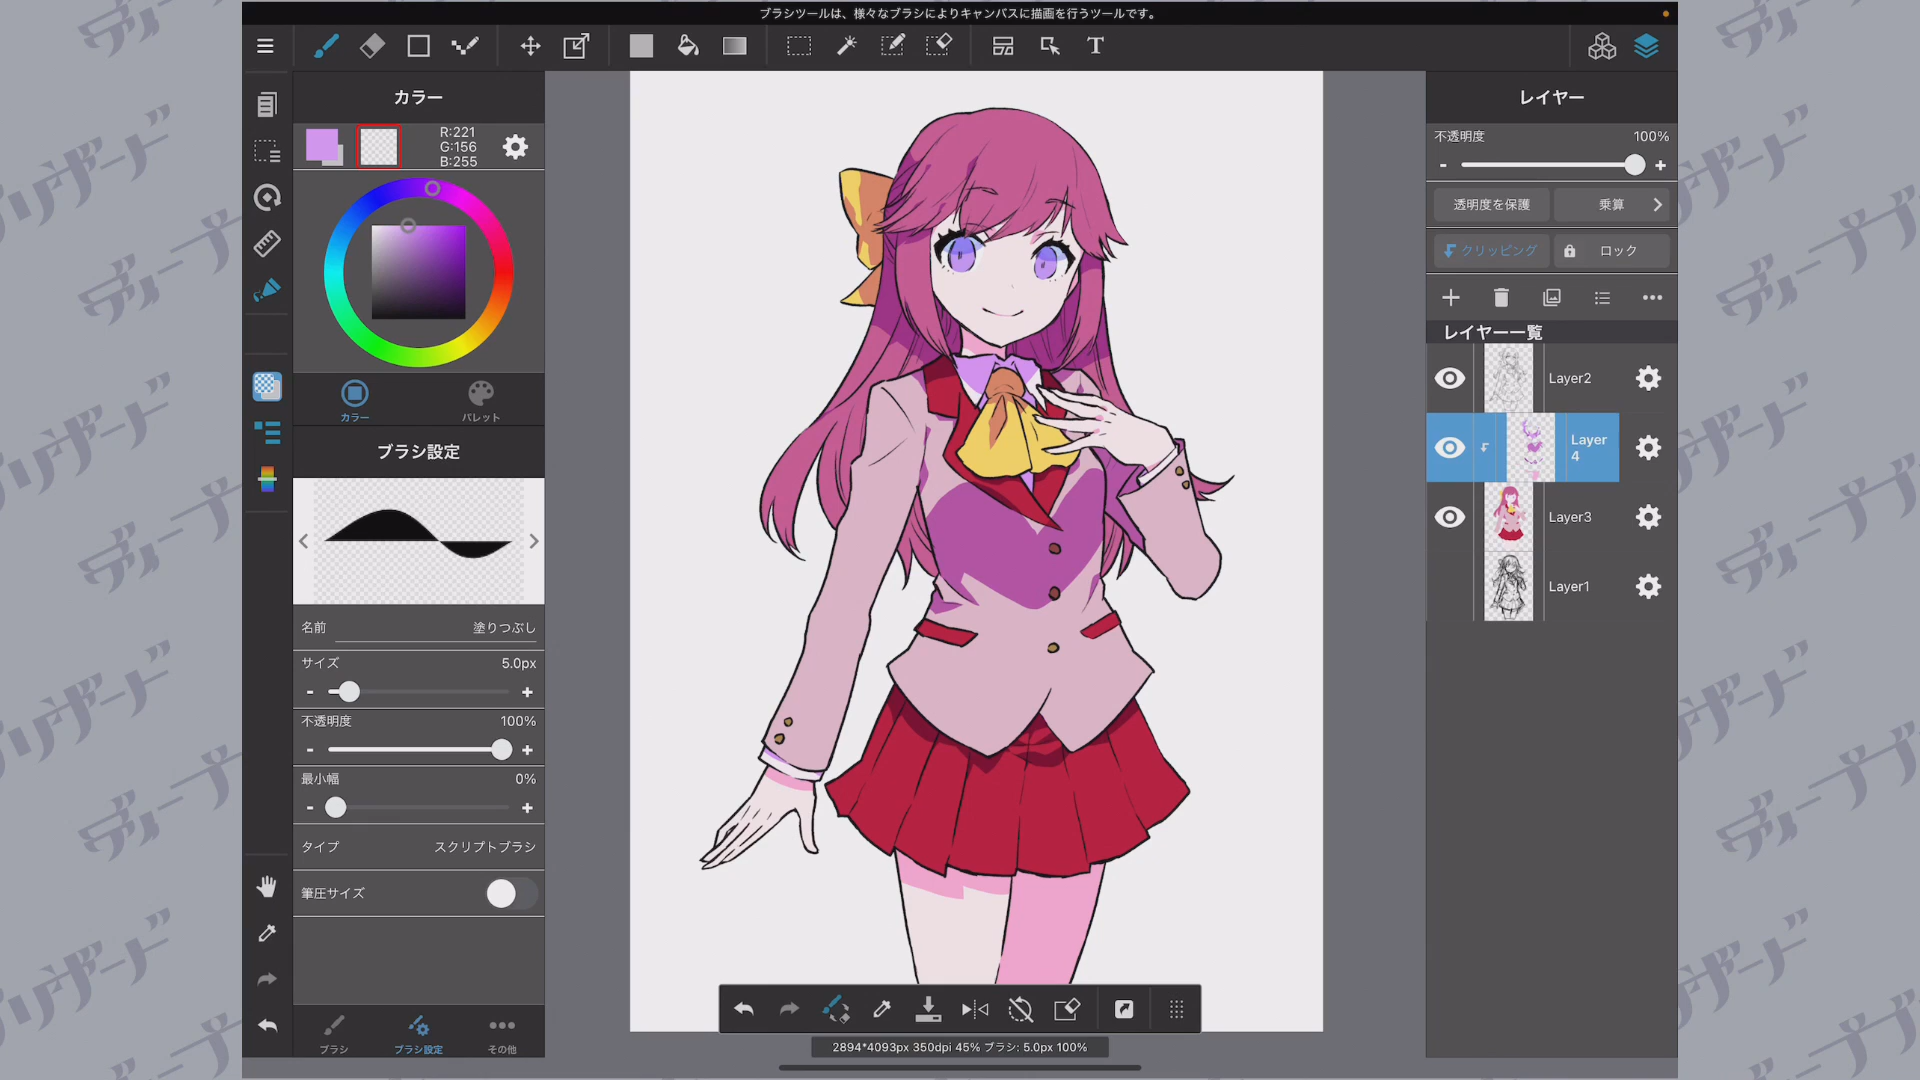 ブラシツールは、様々なブラシによりキャンバスに描画を行うツールです。
T
カラー
R:221
G:156
B:255
カラー
パレット
ブラシ設定
名前
塗りつぶし
サイズ
5.0px
-
+
不透明度
100%
-
+
最小幅
0%
-
+
タイプ
スクリプトブラシ
筆圧サイズ
ブラシ
ブラシ設定
その他
2894*4093px 350dpi 45% ブラシ: 5.0px 100%
レイヤー
不透明度
100%
-
+
透明度を保護
乗算
クリッピング
ロック
レイヤー一覧
Layer2
Layer
4
Layer3
Layer1